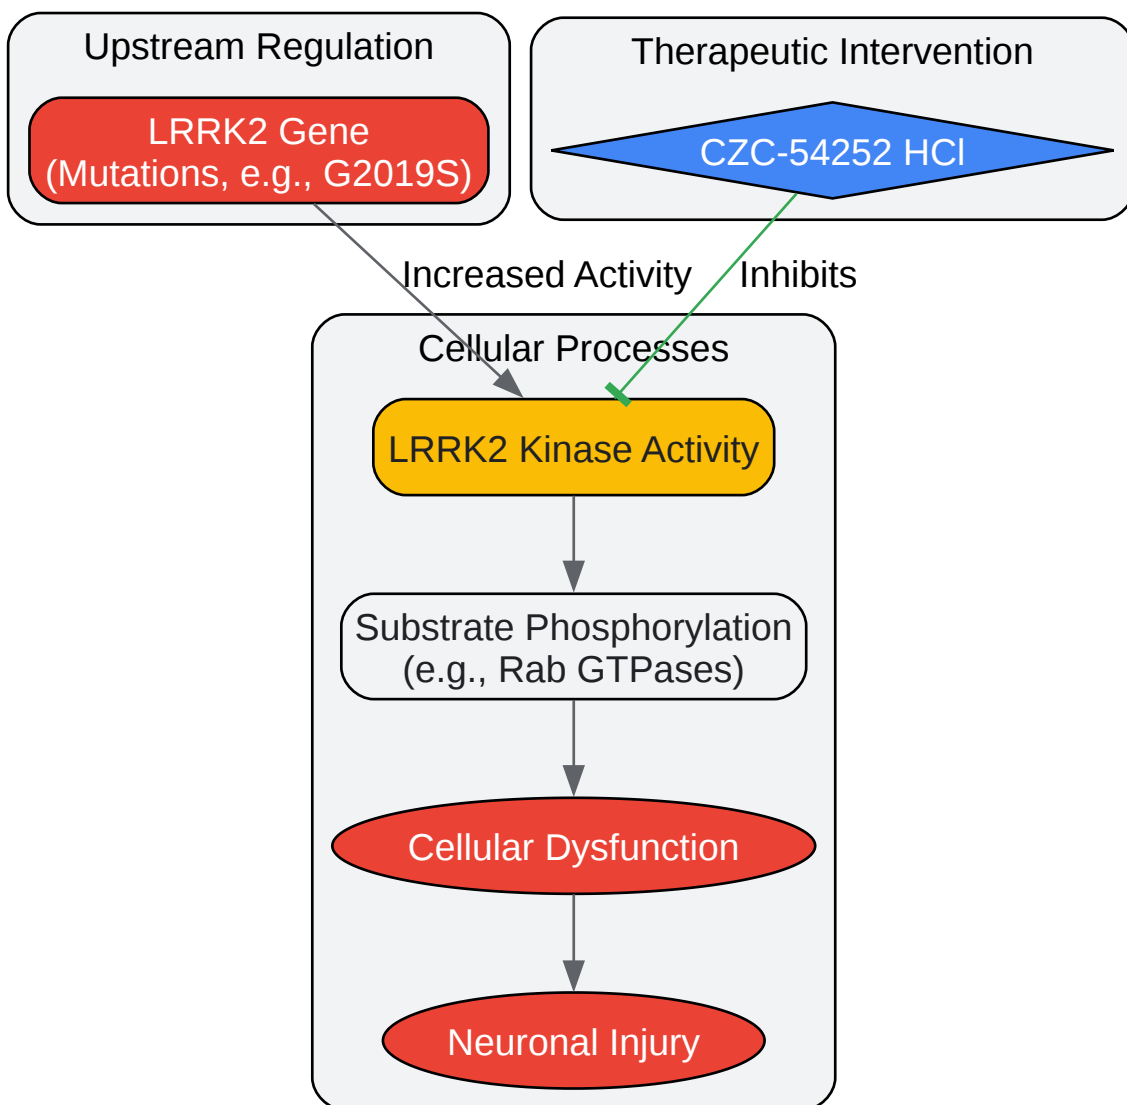 Upstream Regulation
Therapeutic Intervention
LRRK2 Gene
(Mutations, e.g., G2019S)
CZC-54252 HCl
Increased Activity
Inhibits
Cellular Processes
LRRK2 Kinase Activity
Substrate Phosphorylation
(e.g., Rab GTPases)
Cellular Dysfunction
Neuronal Injury